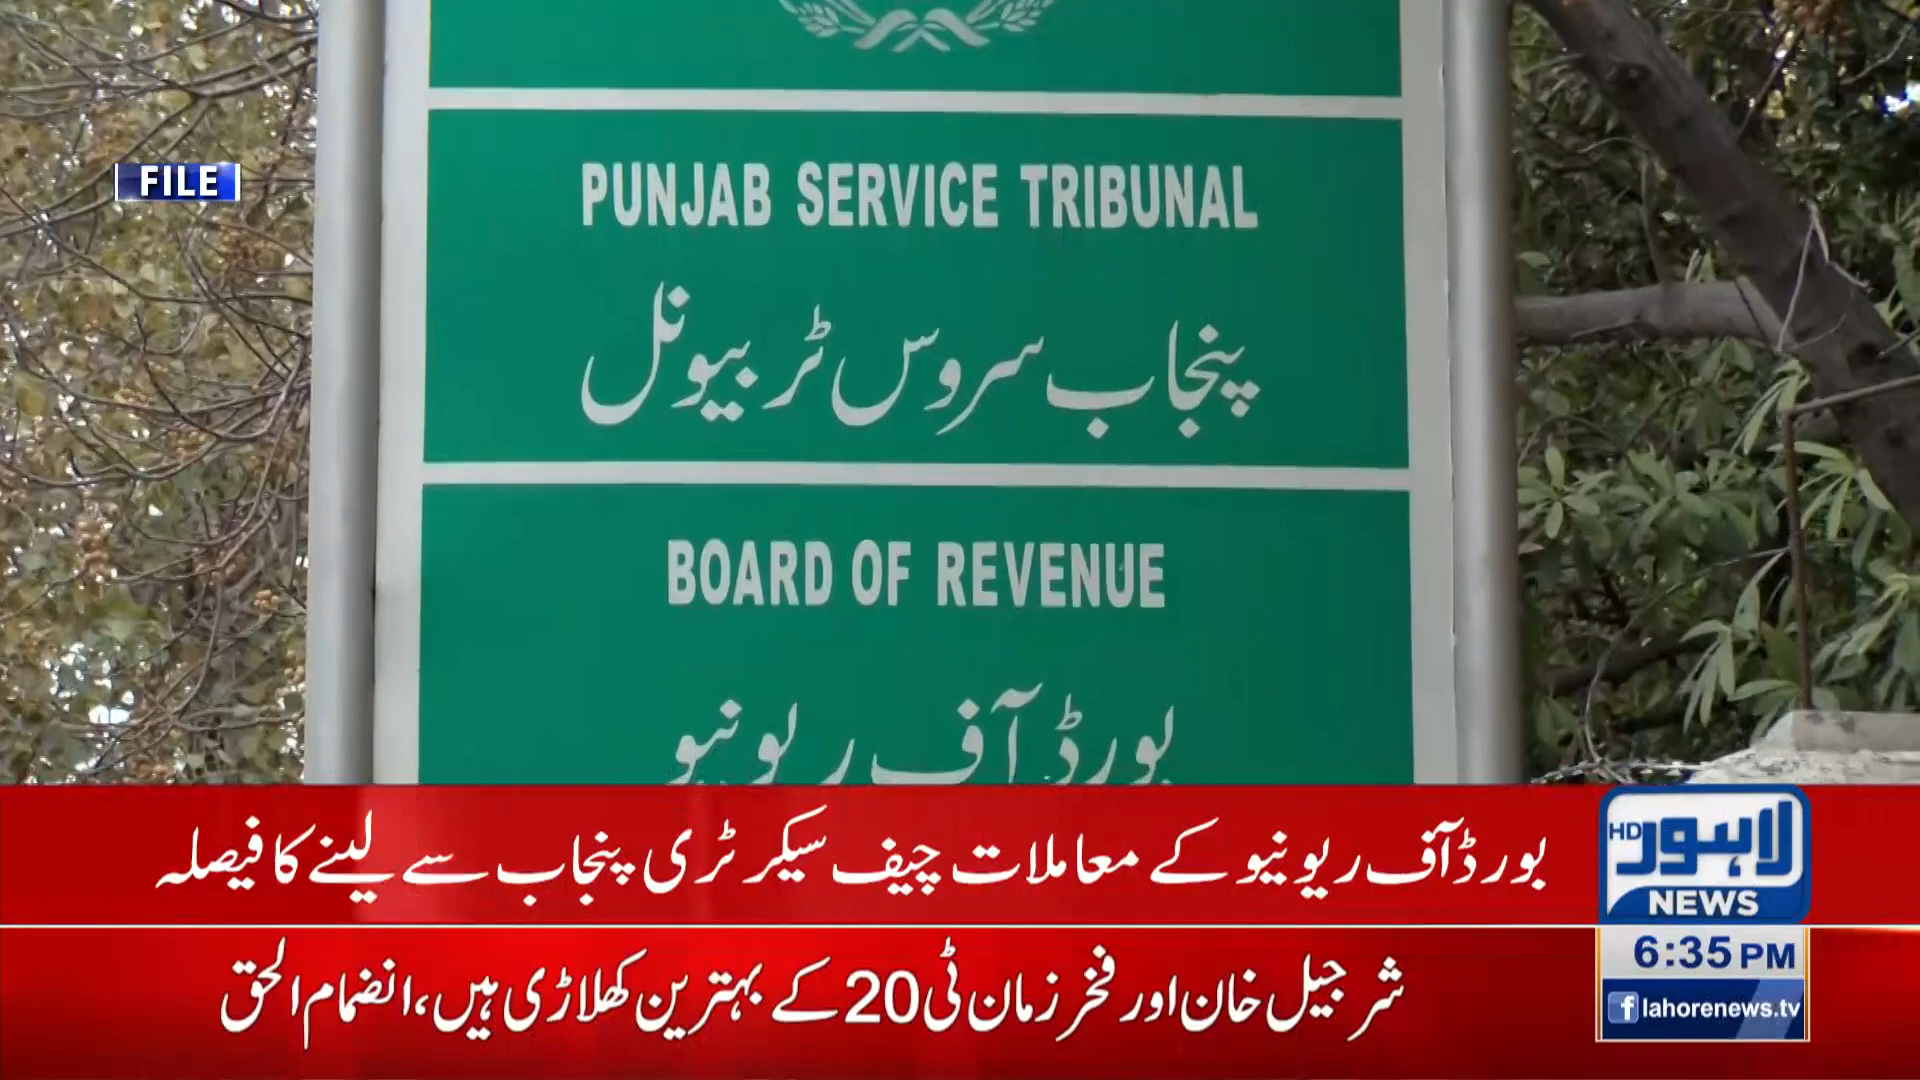 FILE
PUNJAB SERVICE TRIBUNAL
پنجاب سروس ٹربیونل
BOARD OF REVENUE
بورڈ آف ریونیو
بورڈ آف ریونیو کے معاملات چیف سیکرٹری پنجاب سے لینے کا فیصلہ
لاہور HD
NEWS
6:35 PM
شرجیل خان اور فخر زمان ٹی 20 کے بہترین کھلاڑی ہیں، انضمام الحق
lahorenews.tv